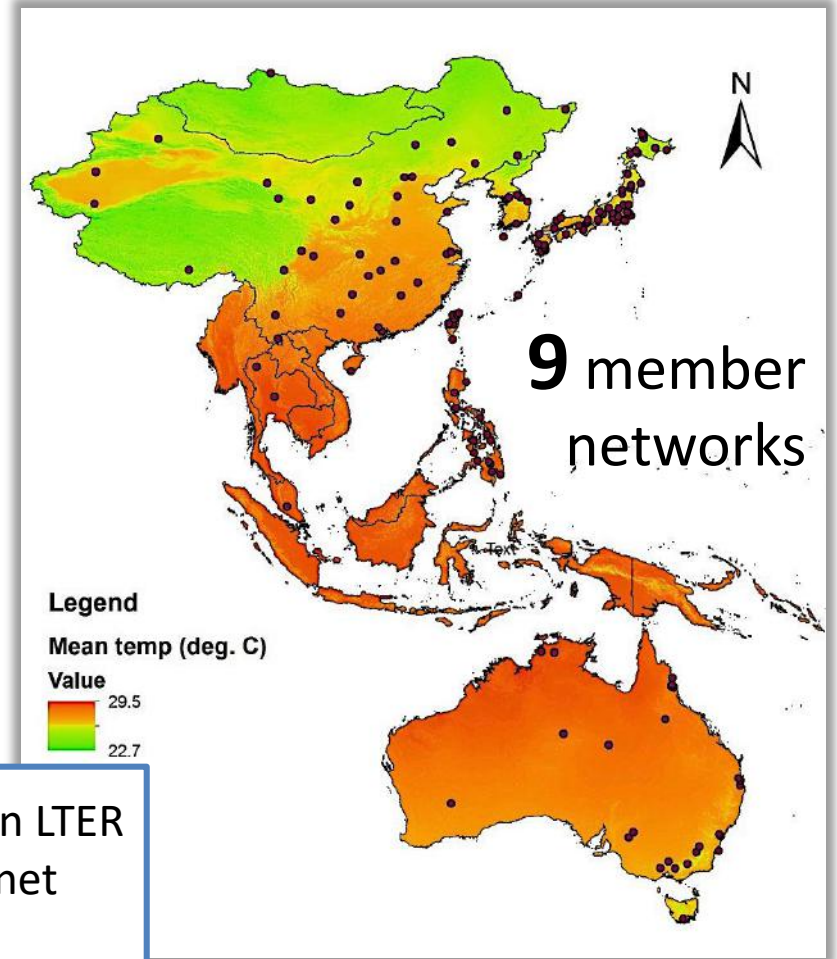 N
9 member
networks
Text
Legend
Mean temp (deg. C)
Value
29.5
22.7
n LTER
net